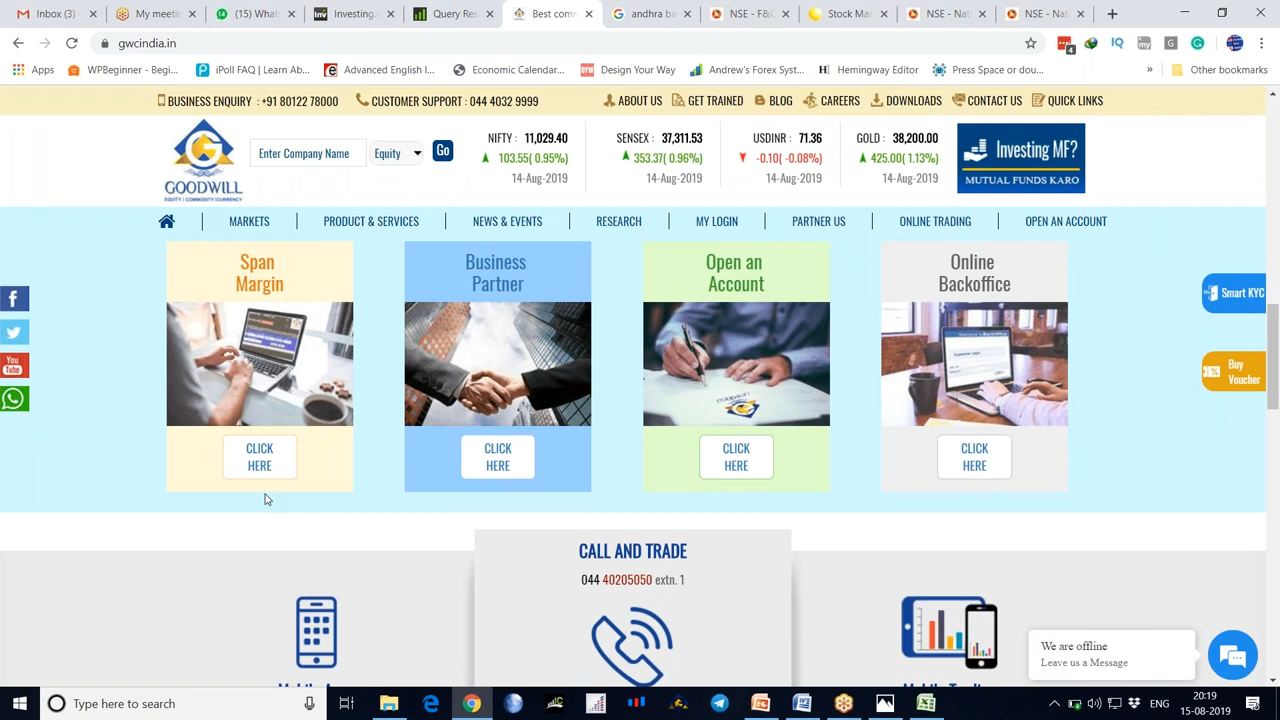 Inbox (3)
My meetin
(15) Whats
Investing.
Query Res
Best comm
andhra ba
NSE - F&O
Stock Mar
NSE - Nat
NSE - Nat
gwcindia.in
Apps
WPBeginner - Begi...
iPoll FAQ | Learn Ab...
Advanced English I...
Economic Calendar...
Design Your Way
Andrew's Forex Syst...
Hemingway Editor
Press Space or dou...
»
Other bookmarks
BUSINESS ENQUIRY : +91 80122 78000
CUSTOMER SUPPORT : 044 4032 9999
ABOUT US
GET TRAINED
BLOG
CAREERS
DOWNLOADS
CONTACT US
QUICK LINKS
GOODWILL
EQUITY | COMMODITY | CURRENCY
Enter Company Name
Equity
Go
NIFTY : 11,029.40
103.55( 0.95%)
14-Aug-2019
SENSEX : 37,311.53
353.37( 0.96%)
14-Aug-2019
USDINR : 71.36
-0.10( -0.08%)
14-Aug-2019
GOLD : 38,200.00
425.00( 1.13%)
14-Aug-2019
Investing MF?
MUTUAL FUNDS KARO
MARKETS
PRODUCT & SERVICES
NEWS & EVENTS
RESEARCH
MY LOGIN
PARTNER US
ONLINE TRADING
OPEN AN ACCOUNT
Span
Margin
CLICK
HERE
Business
Partner
CLICK
HERE
Open an
Account
GOODWILL
CLICK
HERE
Online
Backoffice
CLICK
HERE
You
Tube
Smart KYC
Buy
Voucher
CALL AND TRADE
044 40205050 extn. 1
We are offline
Leave us a Message
Type here to search
ENG
20:19
15-08-2019